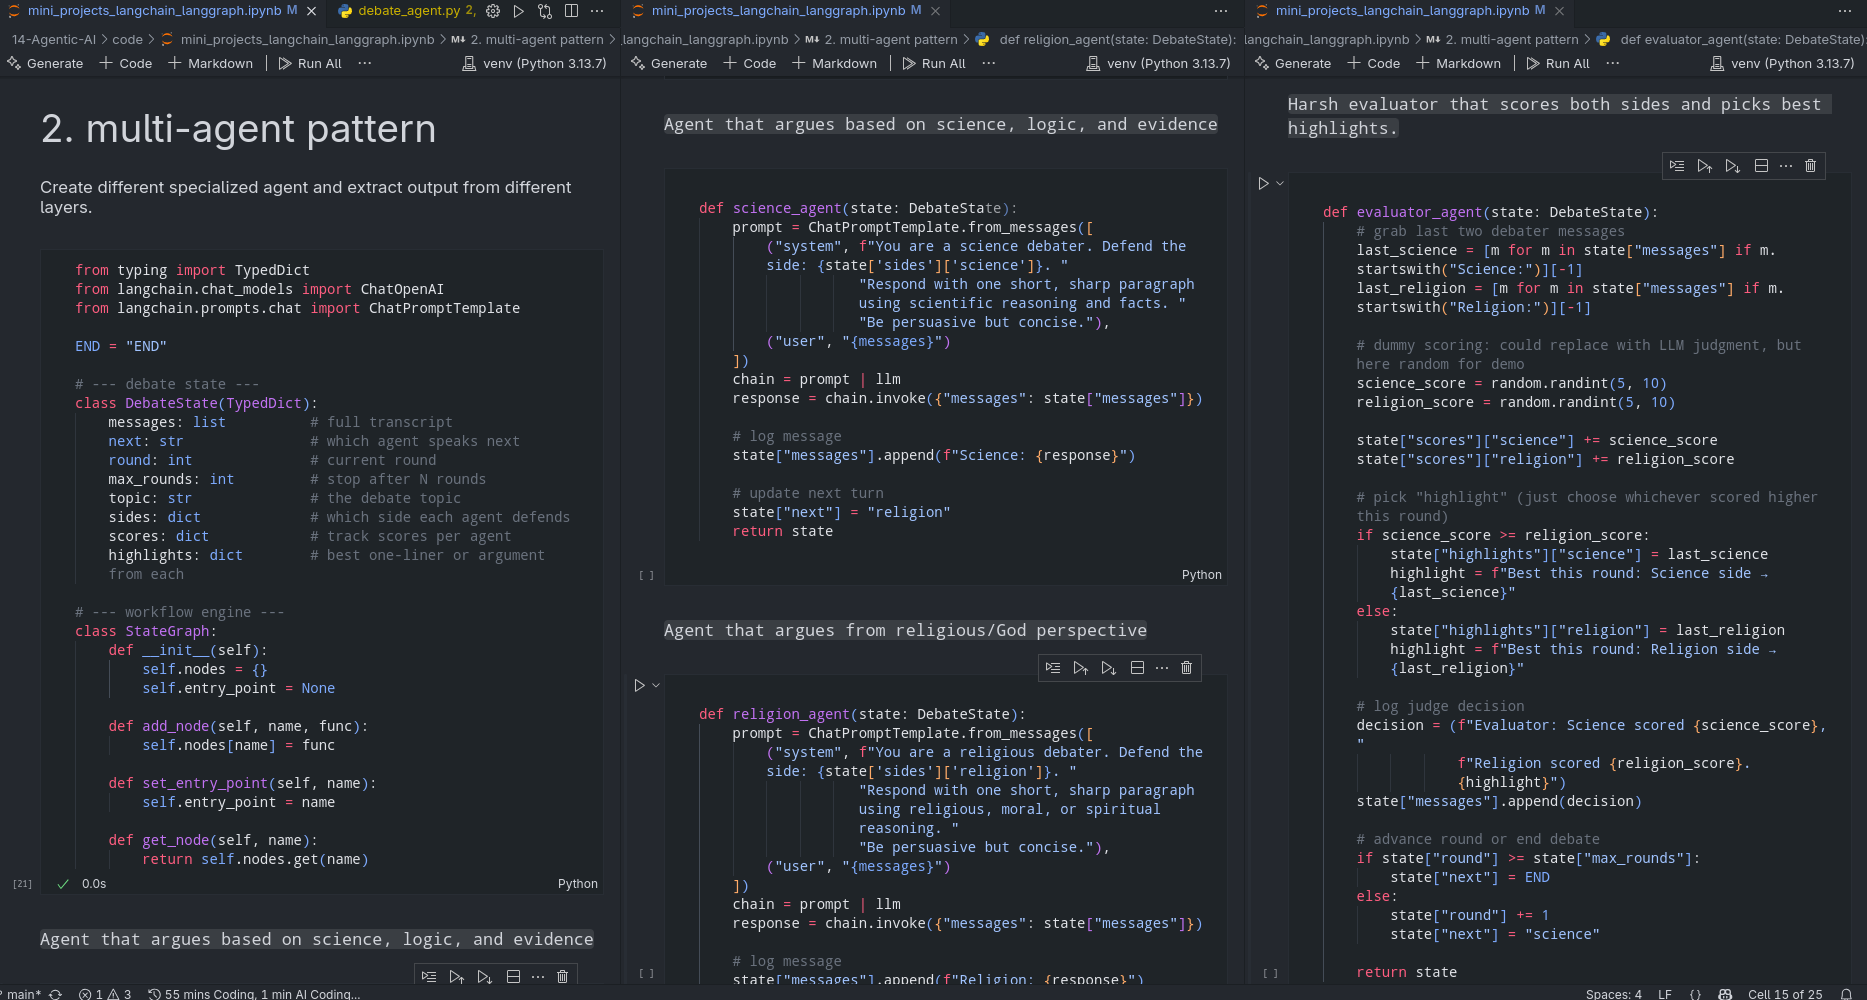 mini_projects_langchain_langgraph.ipynb M
debate_agent.py 2,
14-Agentic-AI > code > mini_projects_langchain_langgraph.ipynb > M↓ 2. multi-agent pattern >
Generate + Code + Markdown Run All ... venv (Python 3.13.7)
2. multi-agent pattern
Create different specialized agent and extract output from different
layers.
from typing import TypedDict
from langchain.chat_models import ChatOpenAI
from langchain.prompts.chat import ChatPromptTemplate
END = "END"
# --- debate state ---
class DebateState(TypedDict):
messages: list # full transcript
next: str # which agent speaks next
round: int # current round
max_rounds: int # stop after N rounds
topic: str # the debate topic
sides: dict # which side each agent defends
scores: dict # track scores per agent
highlights: dict # best one-liner or argument
from each
# --- workflow engine ---
class StateGraph:
def __init__(self):
self.nodes = {}
self.entry_point = None
def add_node(self, name, func):
self.nodes[name] = func
def set_entry_point(self, name):
self.entry_point = name
def get_node(self, name):
return self.nodes.get(name)
[21] 0.0s Python
Agent that argues based on science, logic, and evidence
mini_projects_langchain_langgraph.ipynb M
langchain_langgraph.ipynb > M↓ 2. multi-agent pattern > def religion_agent(state: DebateState):
Generate + Code + Markdown Run All ... venv (Python 3.13.7)
Agent that argues based on science, logic, and evidence
def science_agent(state: DebateState):
prompt = ChatPromptTemplate.from_messages([
("system", f"You are a science debater. Defend the
side: {state['sides']['science']}. "
"Respond with one short, sharp paragraph
using scientific reasoning and facts. "
"Be persuasive but concise."),
("user", "{messages}")
])
chain = prompt | llm
response = chain.invoke({"messages": state["messages"]})
# log message
state["messages"].append(f"Science: {response}")
# update next turn
state["next"] = "religion"
return state
[ ] Python
Agent that argues from religious/God perspective
def religion_agent(state: DebateState):
prompt = ChatPromptTemplate.from_messages([
("system", f"You are a religious debater. Defend the
side: {state['sides']['religion']}. "
"Respond with one short, sharp paragraph
using religious, moral, or spiritual
reasoning. "
"Be persuasive but concise."),
("user", "{messages}")
])
chain = prompt | llm
response = chain.invoke({"messages": state["messages"]})
# log message
[ ] state["messages"].append(f"Religion: {response}")
mini_projects_langchain_langgraph.ipynb M
langchain_langgraph.ipynb > M↓ 2. multi-agent pattern > def evaluator_agent(state: DebateState)
Generate + Code + Markdown Run All ... venv (Python 3.13.7)
Harsh evaluator that scores both sides and picks best
highlights.
def evaluator_agent(state: DebateState):
# grab last two debater messages
last_science = [m for m in state["messages"] if m.
startswith("Science:")][-1]
last_religion = [m for m in state["messages"] if m.
startswith("Religion:")][-1]
# dummy scoring: could replace with LLM judgment, but
here random for demo
science_score = random.randint(5, 10)
religion_score = random.randint(5, 10)
state["scores"]["science"] += science_score
state["scores"]["religion"] += religion_score
# pick "highlight" (just choose whichever scored higher
this round)
if science_score >= religion_score:
state["highlights"]["science"] = last_science
highlight = f"Best this round: Science side →
{last_science}"
else:
state["highlights"]["religion"] = last_religion
highlight = f"Best this round: Religion side →
{last_religion}"
# log judge decision
decision = (f"Evaluator: Science scored {science_score},
"
f"Religion scored {religion_score}.
{highlight}")
state["messages"].append(decision)
# advance round or end debate
if state["round"] >= state["max_rounds"]:
state["next"] = END
else:
state["round"] += 1
state["next"] = "science"
return state
[ ]
main* 1 3 55 mins Coding, 1 min AI Coding... Spaces: 4 LF {} Cell 15 of 25